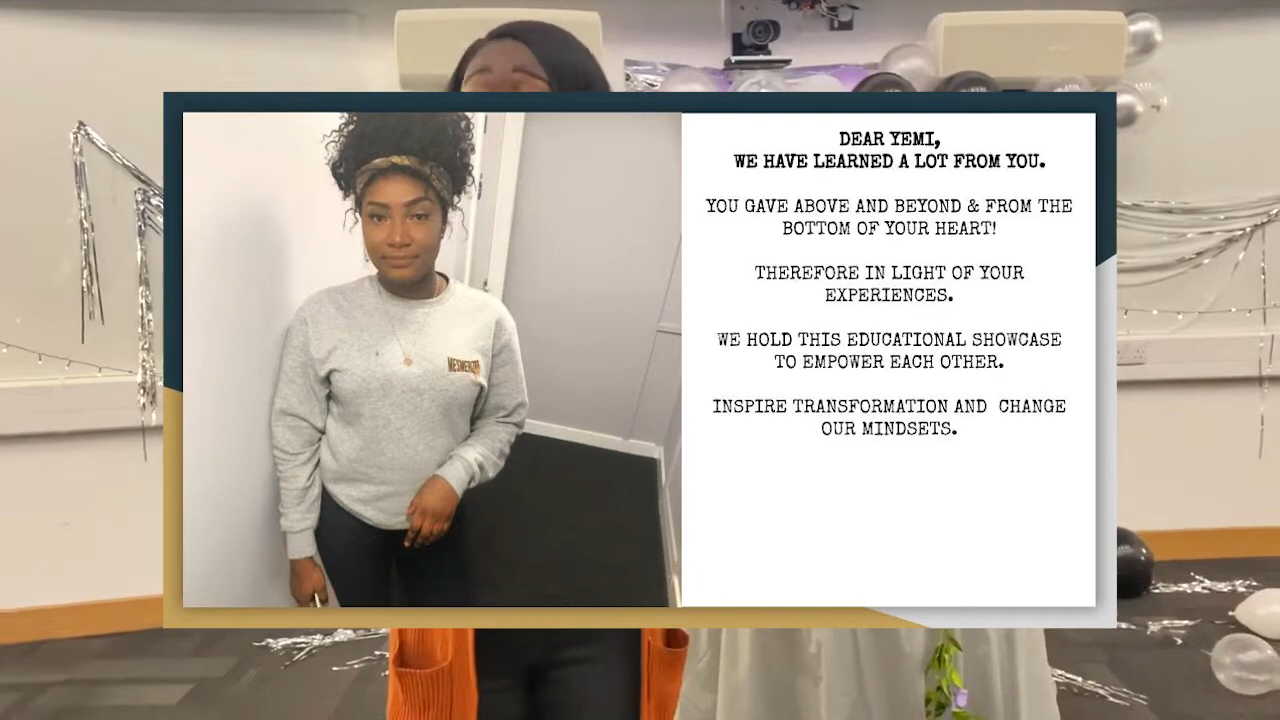 DEAR YEMI,
WE HAVE LEARNED A LOT FROM YOU.
YOU GAVE ABOVE AND BEYOND & FROM THE
BOTTOM OF YOUR HEART!
THEREFORE IN LIGHT OF YOUR
EXPERIENCES.
WE HOLD THIS EDUCATIONAL SHOWCASE
TO EMPOWER EACH OTHER.
INSPIRE TRANSFORMATION AND  CHANGE
OUR MINDSETS.